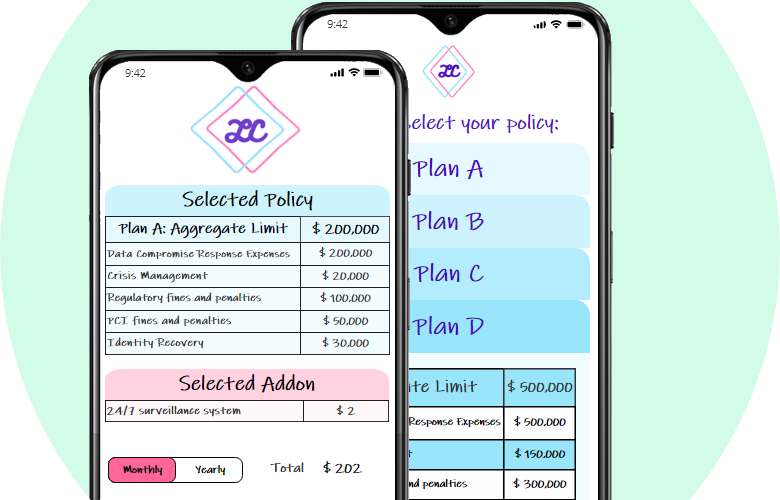 9:42
LC
Selected Policy
Plan A: Aggregate Limit $ 200,000
Data Compromise Response Expenses $ 200,000
Crisis Management $ 20,000
Regulatory fines and penalties $ 100,000
PCI fines and penalties $ 50,000
Identity Recovery $ 30,000
Selected Addon
24/7 surveillance system $ 2
Monthly Yearly Total $ 202
9:42
LC
elect your policy:
Plan A
Plan B
Plan C
Plan D
te Limit $ 500,000
Response Expenses $ 500,000
t $ 150,000
nd penalties $ 300,000